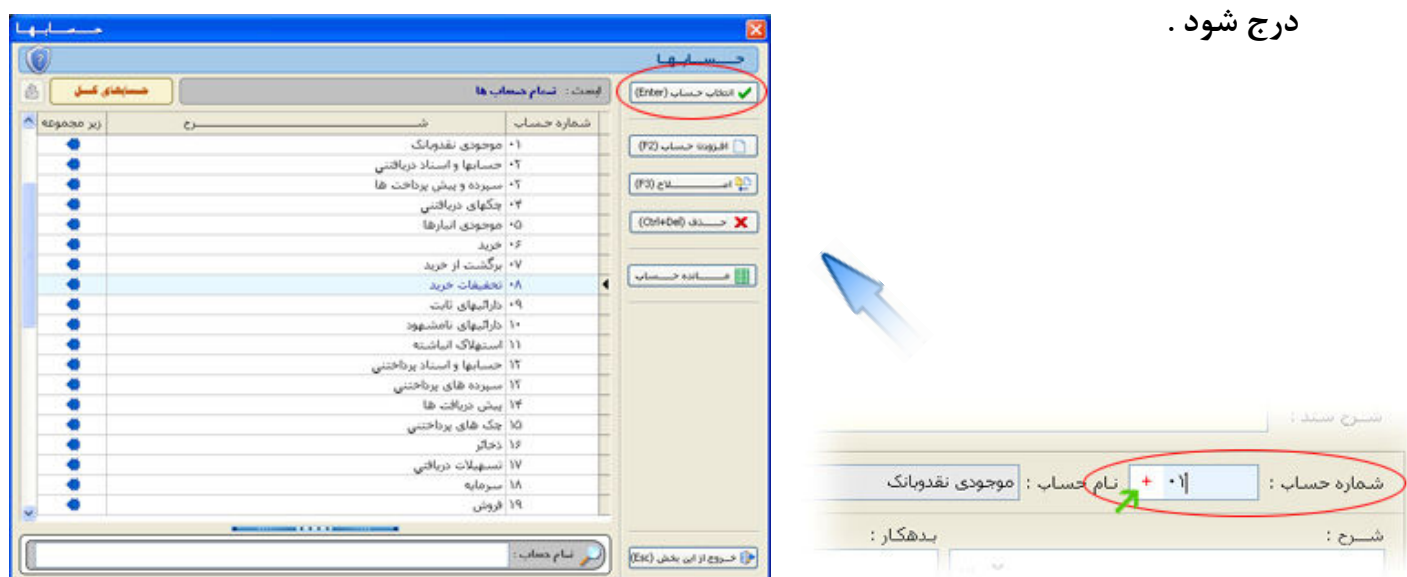 درج شود .
حسابها
حسابها
انتخاب حساب (Enter)
لیست : تمام حساب ها
حسابهای کل
شماره حساب شرح زیر مجموعه
۰۱ موجودی نقدوبانک
۰۲ حسابها و اسناد دریافتنی
۰۳ سپرده و پیش پرداخت ها
۰۴ چکهای دریافتنی
۰۵ موجودی انبارها
۰۶ خرید
۰۷ برگشت از خرید
۰۸ تخفیفات خرید
۰۹ دارائیهای ثابت
۱۰ دارائیهای نامشهود
۱۱ استهلاک انباشته
۱۲ حسابها و اسناد پرداختنی
۱۳ سپرده های پرداختنی
۱۴ پیش دریافت ها
۱۵ چک های پرداختنی
۱۶ ذخائر
۱۷ تسهیلات دریافتی
۱۸ سرمایه
۱۹ فروش
افزودن حساب (F2)
اصلاح (F3)
حذف (Ctrl+Del)
مانده حساب
نام حساب :
خروج از این بخش (Esc)
شرح سند :
شماره حساب : ۰۱ + نام حساب : موجودی نقدوبانک
شرح : بدهکار :